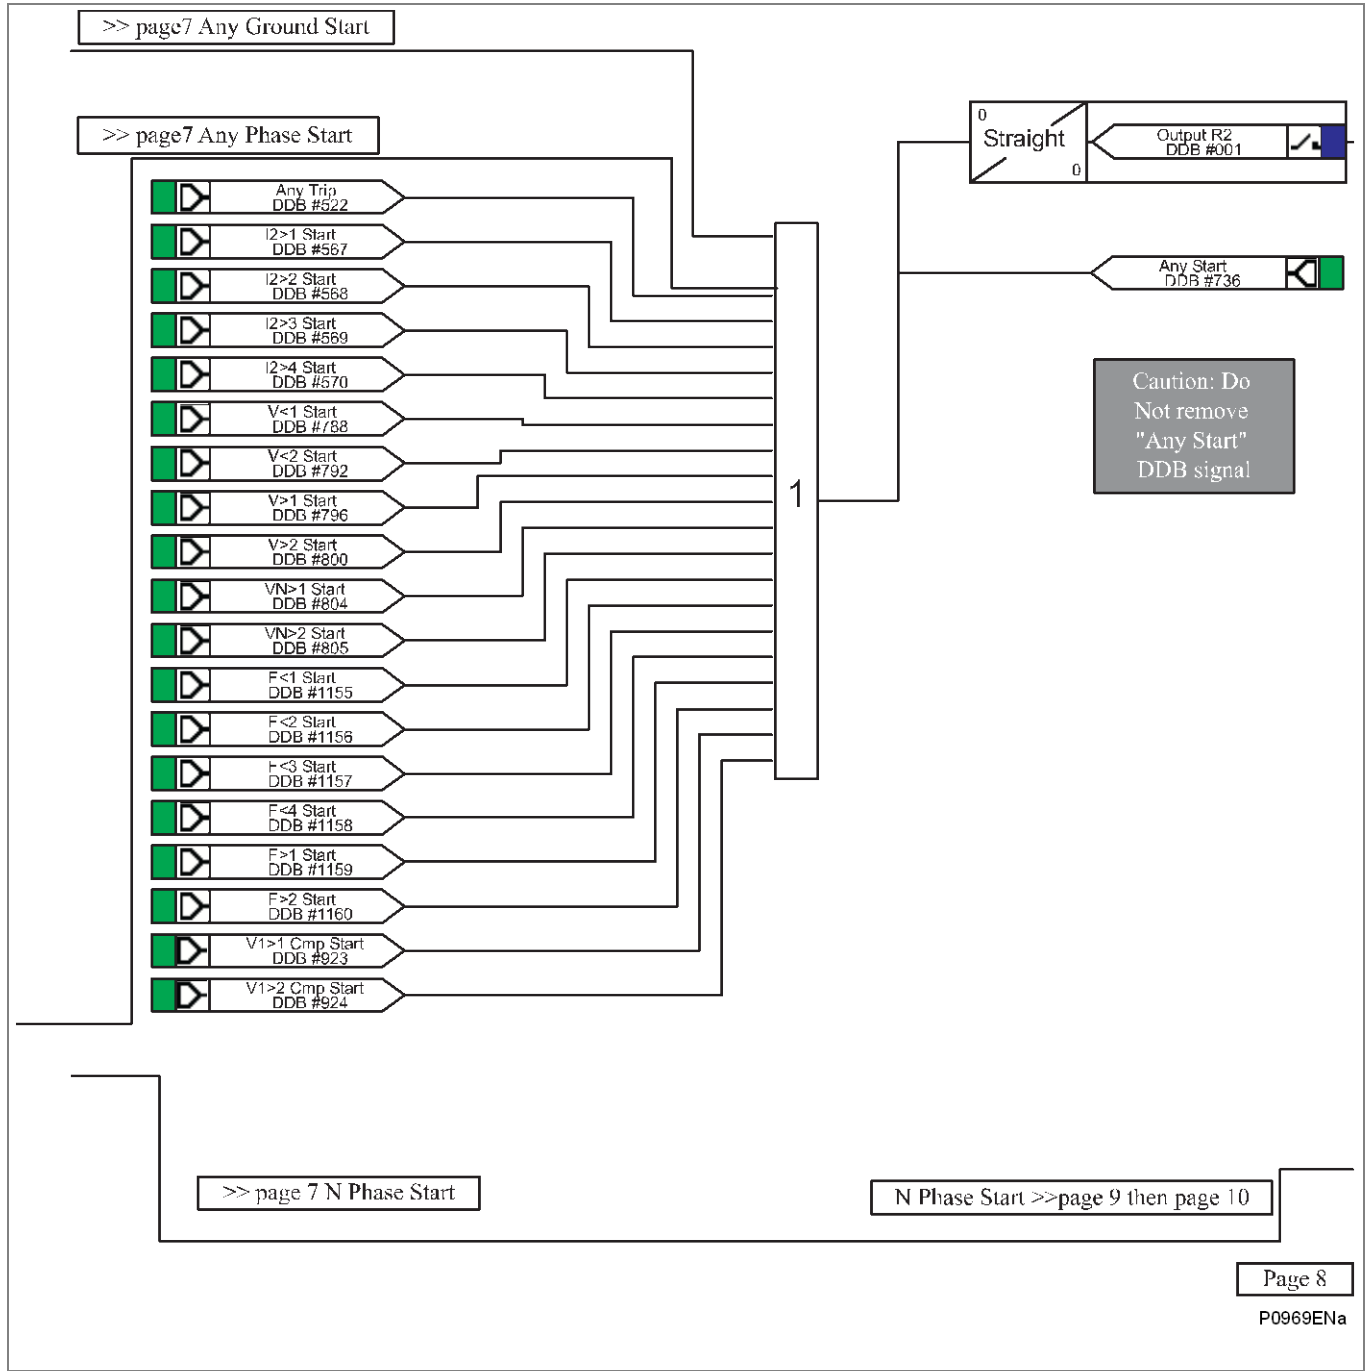 >> page7 Any Ground Start
>> page7 Any Phase Start
0
Straight
0
Output R2
DDB #001
Any Trip
DDB #522
I2>1 Start
DDB #567
I2>2 Start
DDB #568
I2>3 Start
DDB #569
I2>4 Start
DDB #570
V<1 Start
DDB #788
V<2 Start
DDB #792
V>1 Start
DDB #796
V>2 Start
DDB #800
VN>1 Start
DDB #804
VN>2 Start
DDB #805
F<1 Start
DDB #1155
F<2 Start
DDB #1156
F<3 Start
DDB #1157
F<4 Start
DDB #1158
F>1 Start
DDB #1159
F>2 Start
DDB #1160
V1>1 Cmp Start
DDB #923
V1>2 Cmp Start
DDB #924
1
Any Start
DDB #736
Caution: Do
Not remove
"Any Start"
DDB signal
>> page 7 N Phase Start
N Phase Start >>page 9 then page 10
Page 8
P0969ENa